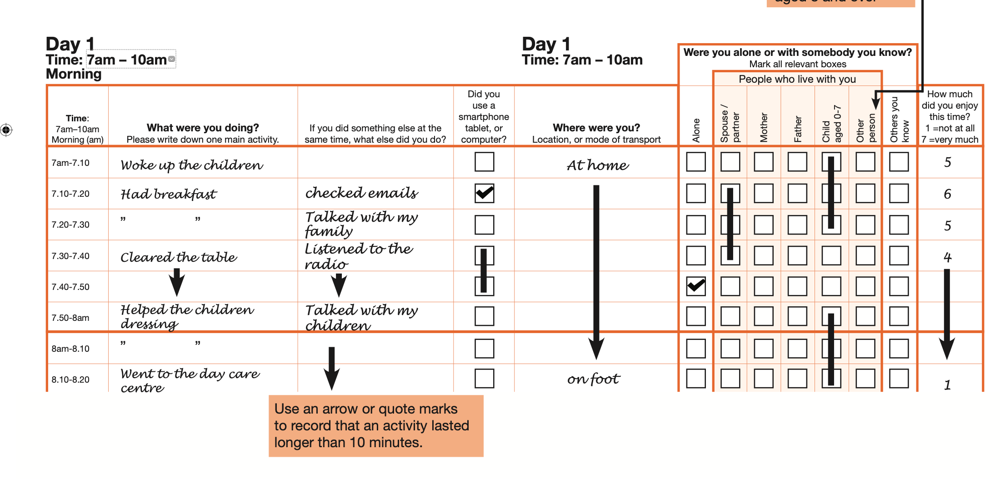 Day 1
Time: 7am – 10am
Morning
Day 1
Time: 7am – 10am
Were you alone or with somebody you know?
Mark all relevant boxes
People who live with you
Time:
7am–10am
Morning (am)
What were you doing?
Please write down one main activity.
If you did something else at the
same time, what else did you do?
Did you
use a
smartphone
tablet, or
computer?
Where were you?
Location, or mode of transport
Alone
Spouse /
partner
Mother
Father
Child
aged 0-7
Other
person
Others you
know
How much
did you enjoy
this time?
1 =not at all
7 =very much
7am-7.10
Woke up the children
At home
5
7.10-7.20
Had breakfast
checked emails
6
7.20-7.30
” ”
Talked with my
family
5
7.30-7.40
Cleared the table
Listened to the
radio
4
7.40-7.50
7.50-8am
Helped the children
dressing
Talked with my
children
8am-8.10
” ”
8.10-8.20
Went to the day care
centre
on foot
1
Use an arrow or quote marks
to record that an activity lasted
longer than 10 minutes.